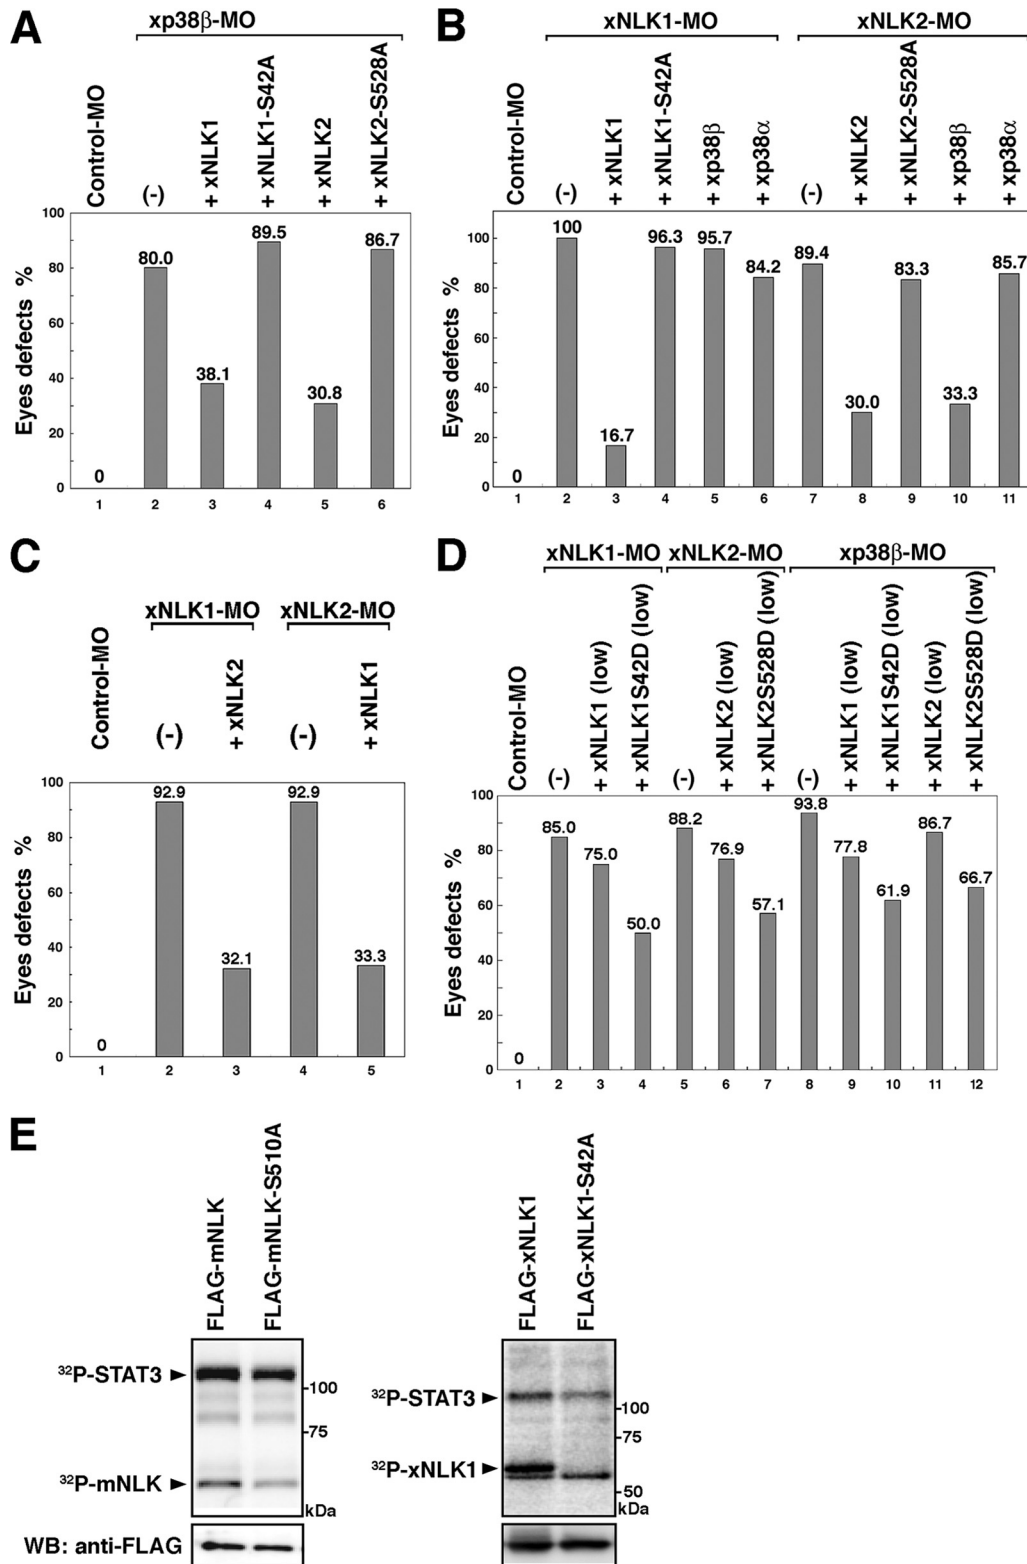 A
xp38β-MO
Control-MO
(-)
+ xNLK1
+ xNLK1-S42A
+ xNLK2
+ xNLK2-S528A
Eyes defects %
100
80
60
40
20
0
0
80.0
38.1
89.5
30.8
86.7
1 2 3 4 5 6
B
xNLK1-MO
xNLK2-MO
Control-MO
(-)
+ xNLK1
+ xNLK1-S42A
+ xp38β
+ xp38α
(-)
+ xNLK2
+ xNLK2-S528A
+ xp38β
+ xp38α
Eyes defects %
100
80
60
40
20
0
0
100
16.7
96.3
95.7
84.2
89.4
30.0
83.3
33.3
85.7
1 2 3 4 5 6 7 8 9 10 11
C
xNLK1-MO
xNLK2-MO
Control-MO
(-)
+ xNLK2
(-)
+ xNLK1
Eyes defects %
100
80
60
40
20
0
0
92.9
32.1
92.9
33.3
1 2 3 4 5
D
xNLK1-MO
xNLK2-MO
xp38β-MO
Control-MO
(-)
+ xNLK1 (low)
+ xNLK1S42D (low)
(-)
+ xNLK2 (low)
+ xNLK2S528D (low)
(-)
+ xNLK1 (low)
+ xNLK1S42D (low)
+ xNLK2 (low)
+ xNLK2S528D (low)
Eyes defects %
100
80
60
40
20
0
0
85.0
75.0
50.0
88.2
76.9
57.1
93.8
77.8
61.9
86.7
66.7
1 2 3 4 5 6 7 8 9 10 11 12
E
FLAG-mNLK
FLAG-mNLK-S510A
³²P-STAT3
-100
-75
³²P-mNLK
kDa
WB: anti-FLAG
FLAG-xNLK1
FLAG-xNLK1-S42A
³²P-STAT3
-100
-75
³²P-xNLK1
-50
kDa